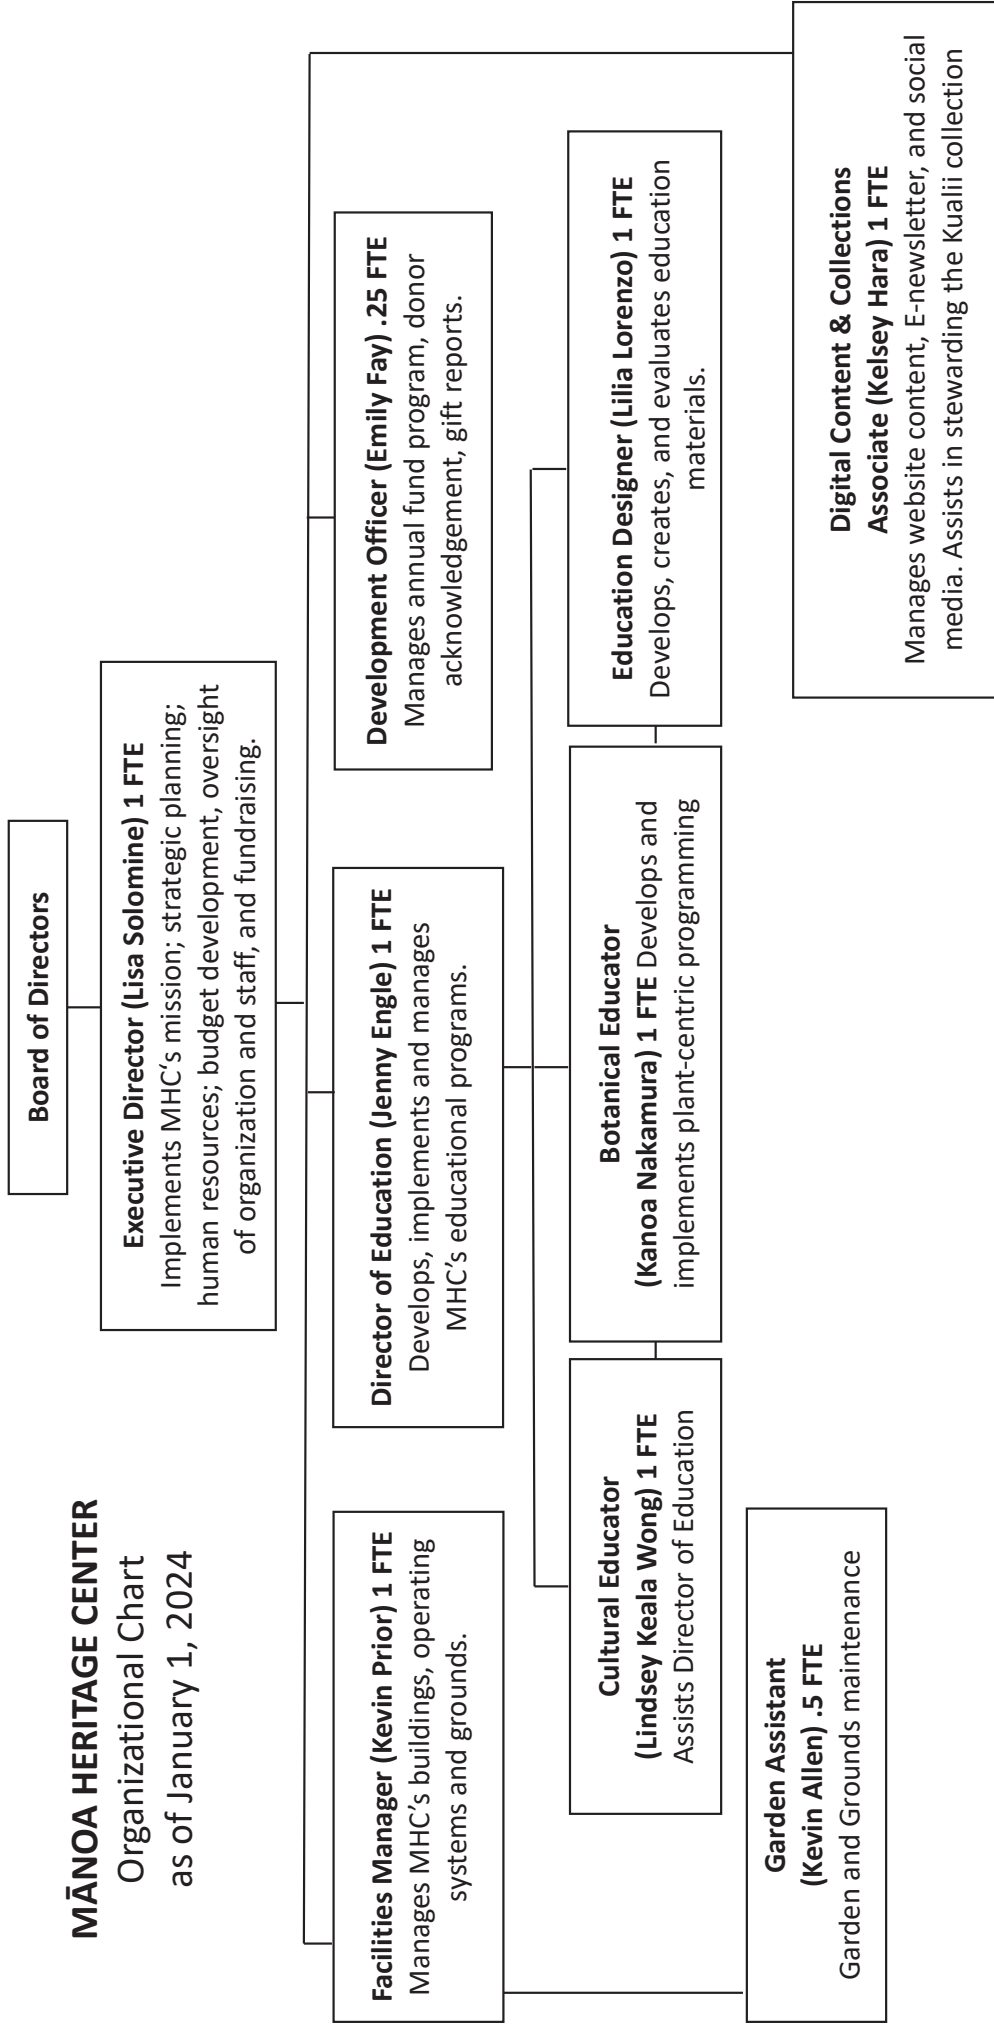 MĀNOA HERITAGE CENTER
Organizational Chart
as of January 1, 2024
Board of Directors
Executive Director (Lisa Solomine) 1 FTE
Implements MHC‘s mission; strategic planning;
human resources; budget development, oversight
of organization and staff, and fundraising.
Facilities Manager (Kevin Prior) 1 FTE
Manages MHC’s buildings, operating
systems and grounds.
Director of Education (Jenny Engle) 1 FTE
Develops, implements and manages
MHC’s educational programs.
Development Officer (Emily Fay) .25 FTE
Manages annual fund program, donor
acknowledgement, gift reports.
Cultural Educator
(Lindsey Keala Wong) 1 FTE
Assists Director of Education
Botanical Educator
(Kanoa Nakamura) 1 FTE Develops and
implements plant-centric programming
Education Designer (Lilia Lorenzo) 1 FTE
Develops, creates, and evaluates education
materials.
Garden Assistant
(Kevin Allen) .5 FTE
Garden and Grounds maintenance
Digital Content & Collections
Associate (Kelsey Hara) 1 FTE
Manages website content, E-newsletter, and social
media. Assists in stewarding the Kualii collection